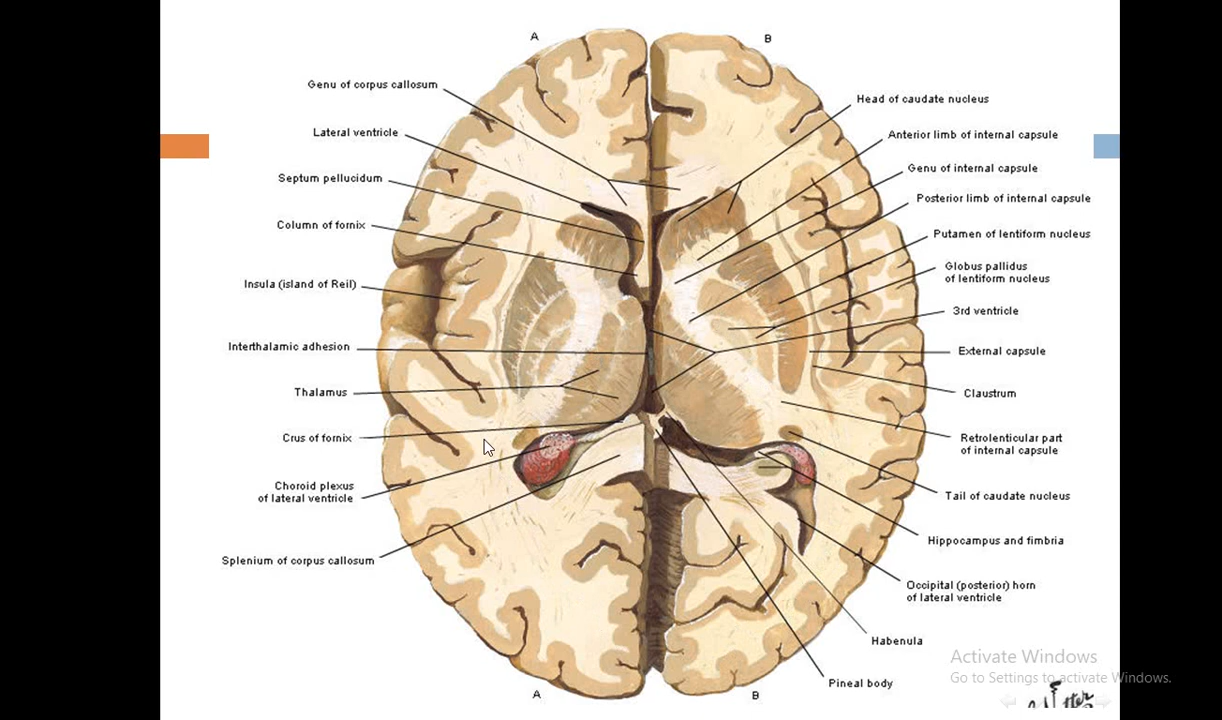 A
B
Genu of corpus callosum
Lateral ventricle
Septum pellucidum
Column of fornix
Insula (island of Reil)
Interthalamic adhesion
Thalamus
Crus of fornix
Choroid plexus
of lateral ventricle
Splenium of corpus callosum
Head of caudate nucleus
Anterior limb of internal capsule
Genu of internal capsule
Posterior limb of internal capsule
Putamen of lentiform nucleus
Globus pallidus
of lentiform nucleus
3rd ventricle
External capsule
Claustrum
Retrolenticular part
of internal capsule
Tail of caudate nucleus
Hippocampus and fimbria
Occipital (posterior) horn
of lateral ventricle
Habenula
Pineal body
A
B
Activate Windows
Go to Settings to activate Windows.